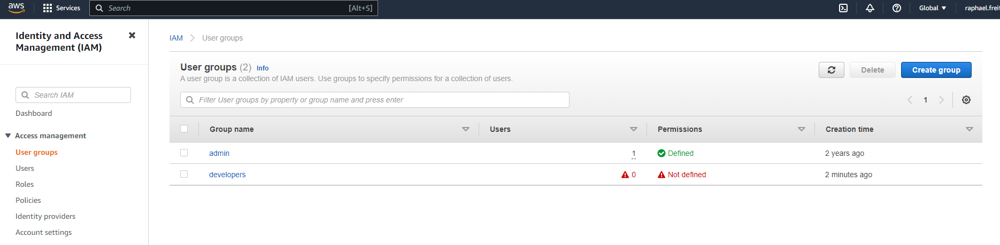 aws Services Search [Alt+S] Global raphael.frei
Identity and Access
Management (IAM)
Search IAM
Dashboard
Access management
User groups
Users
Roles
Policies
Identity providers
Account settings
IAM User groups
User groups (2) Info
A user group is a collection of IAM users. Use groups to specify permissions for a collection of users.
Delete Create group
Filter User groups by property or group name and press enter
1
Group name Users Permissions Creation time
admin 1 Defined 2 years ago
developers 0 Not defined 2 minutes ago